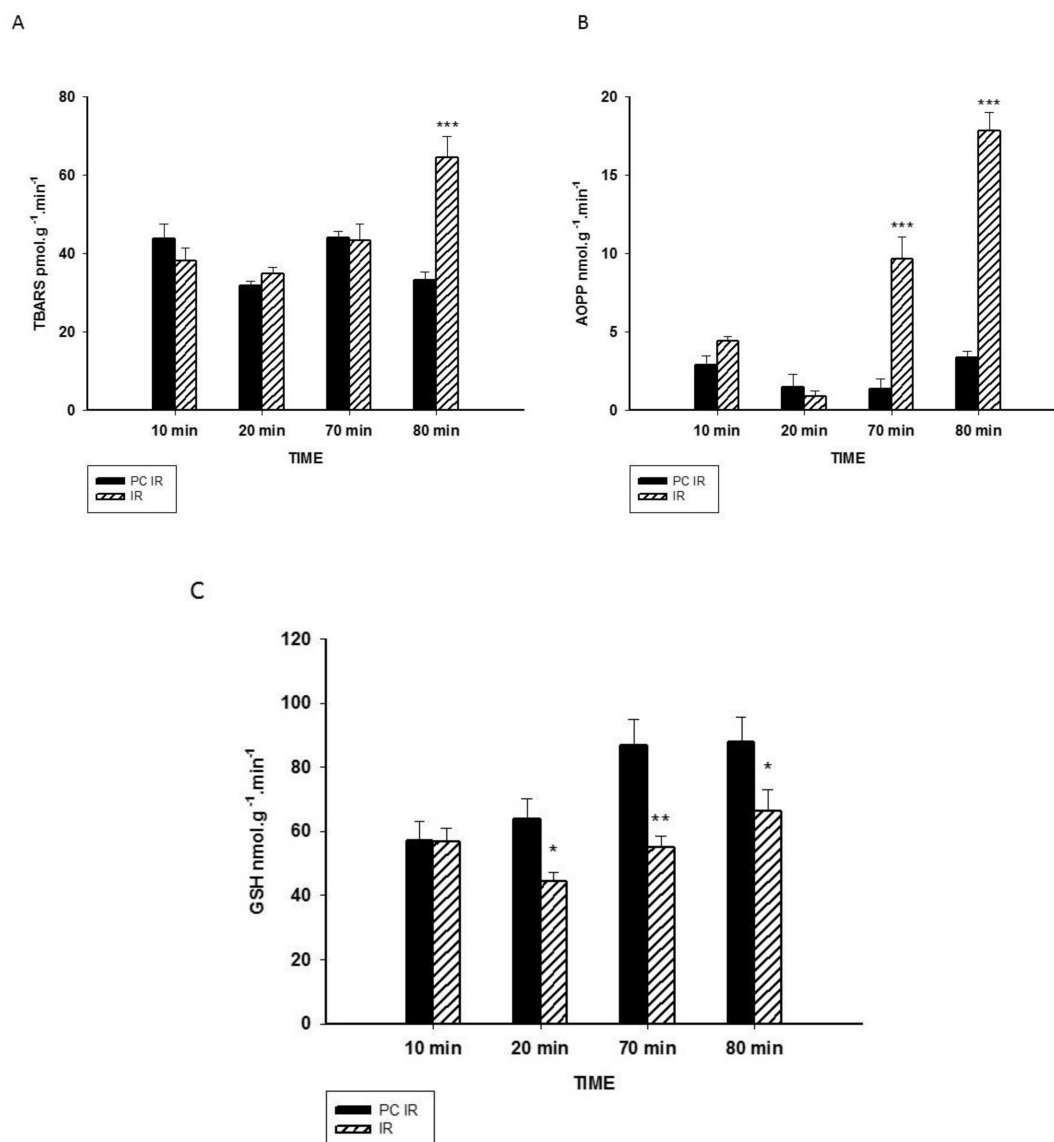 A
B
80
60
40
20
0
TBARS pmol.g⁻¹.min⁻¹
***
10 min 20 min 70 min 80 min
TIME
PC IR
IR
20
15
10
5
0
AOPP nmol.g⁻¹.min⁻¹
***
***
10 min 20 min 70 min 80 min
TIME
PC IR
IR
C
120
100
80
60
40
20
0
GSH nmol.g⁻¹.min⁻¹
*
**
*
10 min 20 min 70 min 80 min
TIME
PC IR
IR